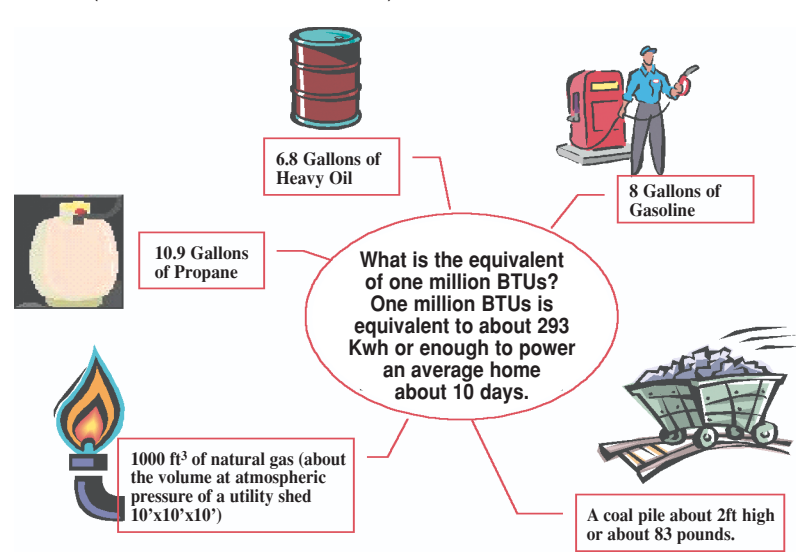 6.8 Gallons of
Heavy Oil
8 Gallons of
Gasoline
10.9 Gallons
of Propane
What is the equivalent
of one million BTUs?
One million BTUs is
equivalent to about 293
Kwh or enough to power
an average home
about 10 days.
1000 ft³ of natural gas (about
the volume at atmospheric
pressure of a utility shed
10’x10’x10’)
A coal pile about 2ft high
or about 83 pounds.